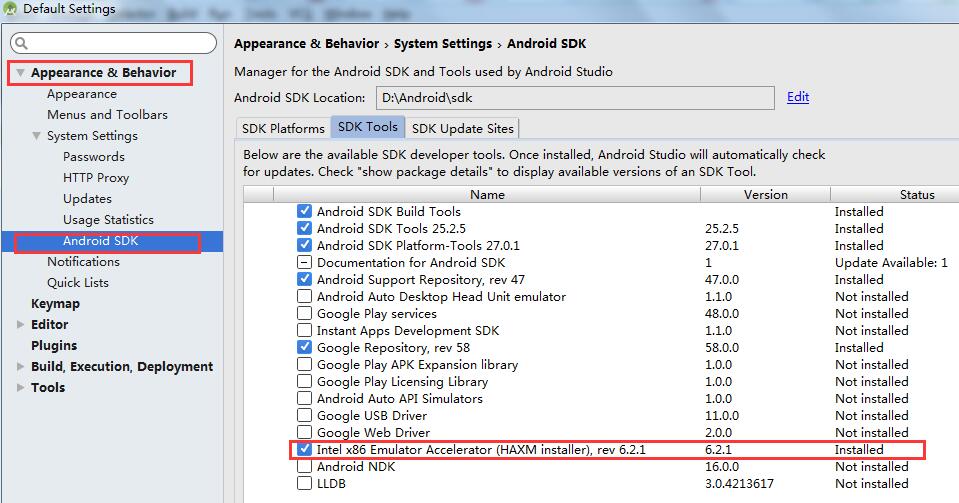 Default Settings
Appearance & Behavior
Appearance
Menus and Toolbars
System Settings
Passwords
HTTP Proxy
Updates
Usage Statistics
Android SDK
Notifications
Quick Lists
Keymap
Editor
Plugins
Build, Execution, Deployment
Tools
Appearance & Behavior › System Settings › Android SDK
Manager for the Android SDK and Tools used by Android Studio
Android SDK Location: D:\Android\sdk Edit
SDK Platforms SDK Tools SDK Update Sites
Below are the available SDK developer tools. Once installed, Android Studio will automatically check
for updates. Check "show package details" to display available versions of an SDK Tool.
Name Version Status
Android SDK Build Tools Installed
Android SDK Tools 25.2.5 25.2.5 Installed
Android SDK Platform-Tools 27.0.1 27.0.1 Installed
Documentation for Android SDK 1 Update Available: 1
Android Support Repository, rev 47 47.0.0 Installed
Android Auto Desktop Head Unit emulator 1.1.0 Not installed
Google Play services 48.0.0 Not installed
Instant Apps Development SDK 1.1.0 Not installed
Google Repository, rev 58 58.0.0 Installed
Google Play APK Expansion library 1.0.0 Not installed
Google Play Licensing Library 1.0.0 Not installed
Android Auto API Simulators 1.0.0 Not installed
Google USB Driver 11.0.0 Not installed
Google Web Driver 2.0.0 Not installed
Intel x86 Emulator Accelerator (HAXM installer), rev 6.2.1 6.2.1 Installed
Android NDK 16.0.0 Not installed
LLDB 3.0.4213617 Not installed